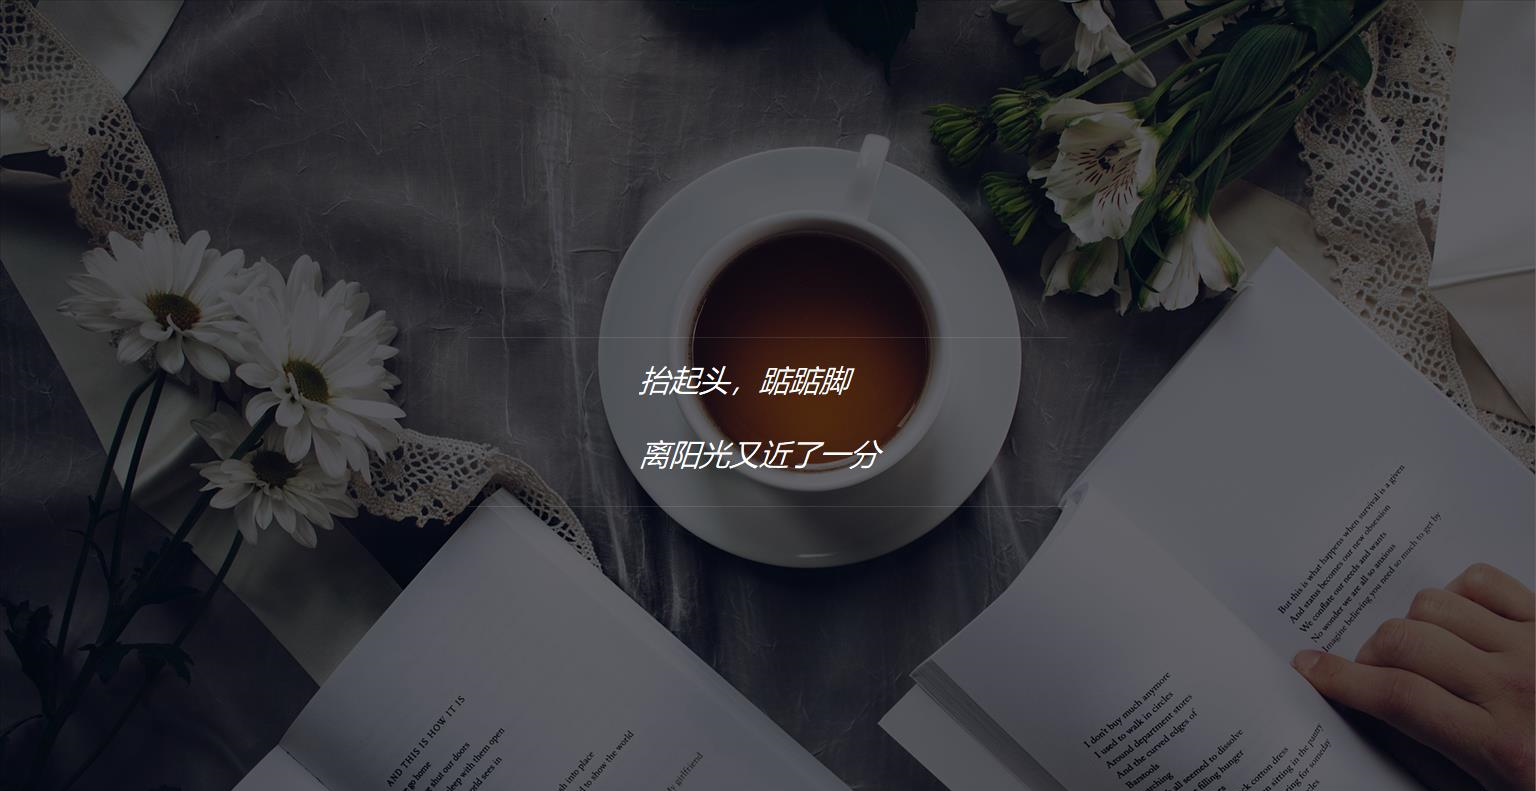 抬起头，踮踮脚
离阳光又近了一分
But this is what happens when survival is a given
And status becomes our new obsession
We conflate our needs and wants
No wonder we are all so anxious
Imagine believing you need so much to get by
I don't buy much anymore
I used to walk in circles
Around department stores
And the curved edges of
Barstools
all seemed to dissolve
filling hunger
cotton dress
sitting in the pantry
for someday
AND THIS IS HOW IT IS
go home
shut our doors
sleep with them open
world sees in
into place
to show the world
girlfriend